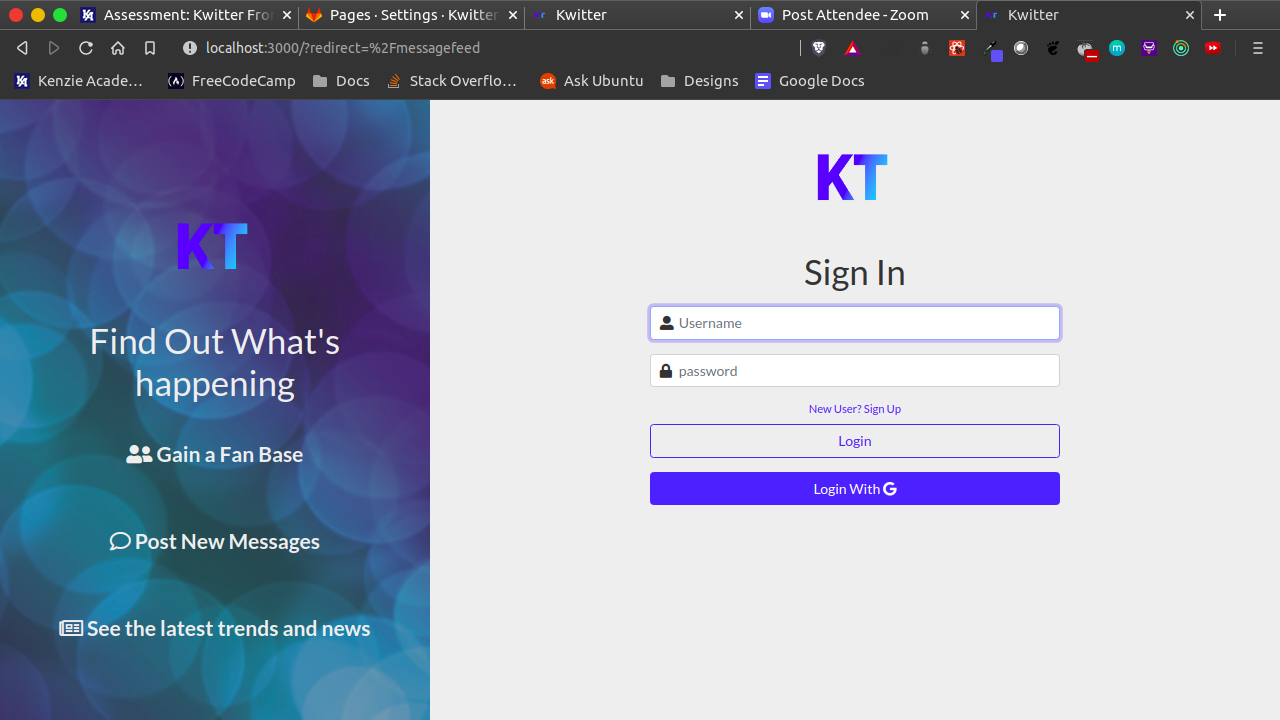 Assessment: Kwitter Fro
Pages · Settings · Kwitter
Kwitter
Post Attendee - Zoom
Kwitter
localhost:3000/?redirect=%2Fmessagefeed
Kenzie Acade…
FreeCodeCamp
Docs
Stack Overflo…
ask
Ask Ubuntu
Designs
Google Docs
KT
Find Out What's
happening
Gain a Fan Base
Post New Messages
See the latest trends and news
KT
Sign In
Username
password
New User? Sign Up
Login
Login With G